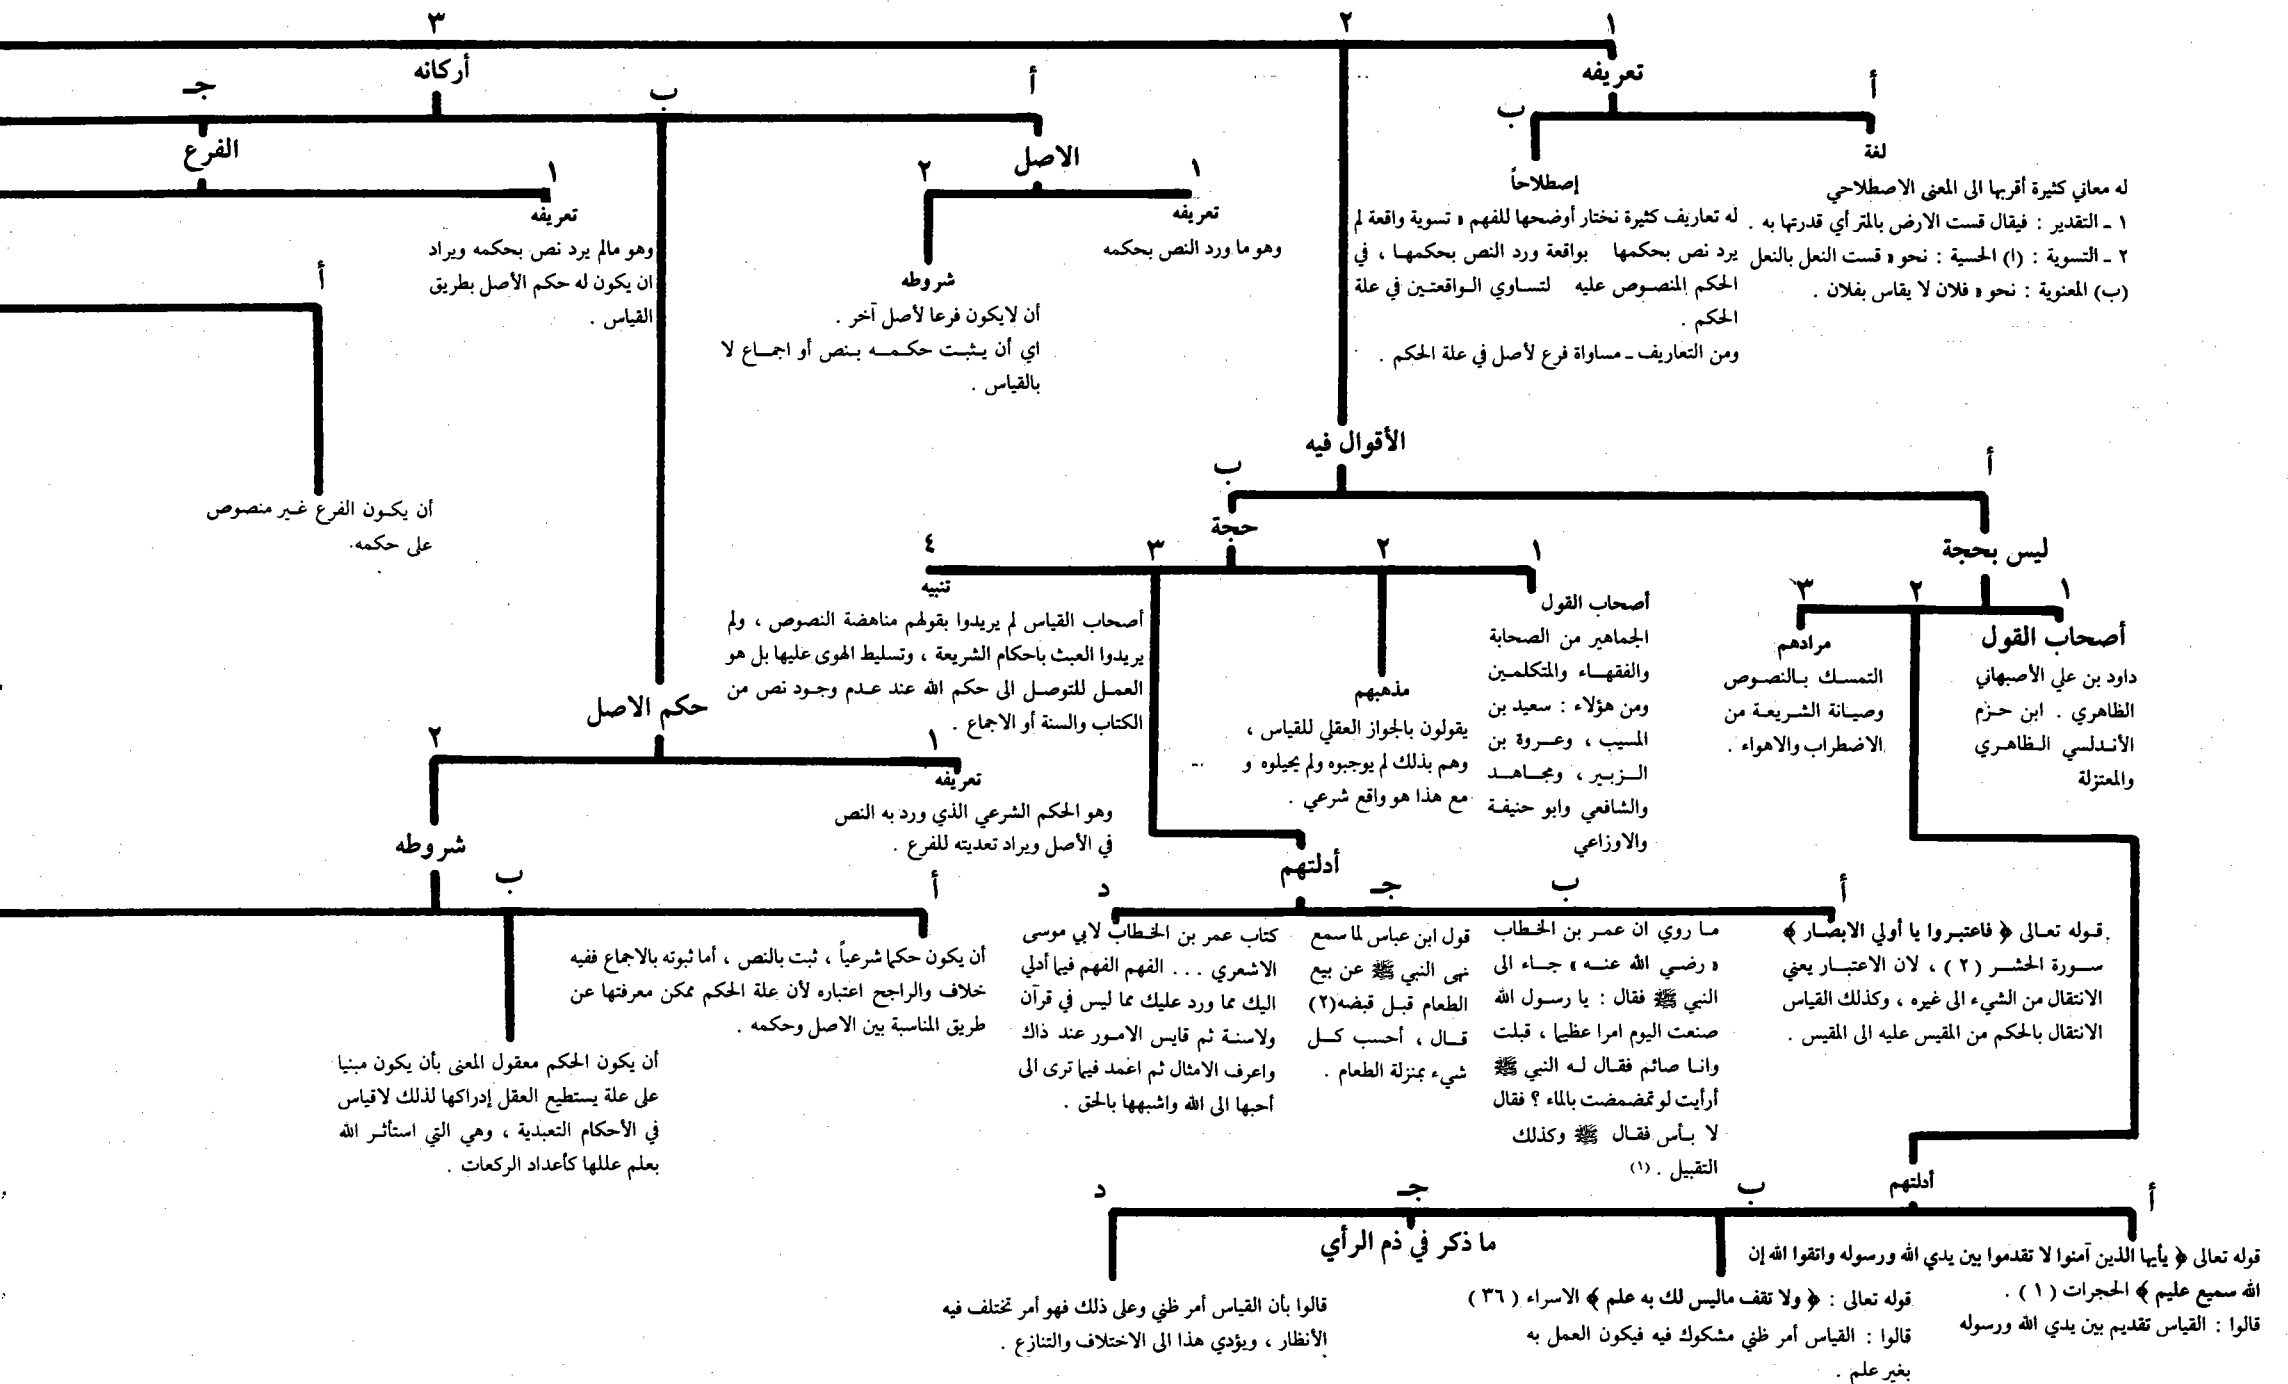 ١
تعريفه
أ
لغة
له معاني كثيرة أقربها الى المعنى الاصطلاحي
١ ـ التقدير : فيقال قست الارض بالمتر أي قدرتها به .
٢ ـ التسوية : (ا) الحسية : نحو « قست النعل بالنعل
(ب) المعنوية : نحو « فلان لا يقاس بفلان .
ب
إصطلاحاً
له تعاريف كثيرة نختار أوضحها للفهم « تسوية واقعة لم
يرد نص بحكمها بواقعة ورد النص بحكمها ، في
الحكم المنصوص عليه لتساوي الواقعتين في علة
الحكم .
ومن التعاريف ـ مساواة فرع لأصل في علة الحكم .
٢
الأقوال فيه
أ
ليس بحجة
١
أصحاب القول
داود بن علي الأصبهاني
الظاهري . ابن حزم
الأندلسي الظاهري
والمعتزلة
٢
أدلتهم
أ
قوله تعالى ﴿ يأيها الذين آمنوا لا تقدموا بين يدي الله ورسوله واتقوا الله إن
الله سميع عليم ﴾ الحجرات ( ١ ) .
قالوا : القياس تقديم بين يدي الله ورسوله
ب
قوله تعالى : ﴿ ولا تقف ماليس لك به علم ﴾ الاسراء ( ٣٦ )
قالوا : القياس أمر ظني مشكوك فيه فيكون العمل به
بغير علم .
جـ
ما ذكر في ذم الرأي
د
قالوا بأن القياس أمر ظني وعلى ذلك فهو أمر تختلف فيه
الأنظار ، ويؤدي هذا الى الاختلاف والتنازع .
٣
مرادهم
التمسك بالنصوص
وصيانة الشريعة من
الاضطراب والاهواء .
ب
حجة
١
أصحاب القول
الجماهير من الصحابة
والفقهاء والمتكلمين
ومن هؤلاء : سعيد بن
المسيب ، وعروة بن
الزبير ، ومجاهد
والشافعي وابو حنيفة
والاوزاعي
٢
مذهبهم
يقولون بالجواز العقلي للقياس ،
وهم بذلك لم يوجبوه ولم يحيلوه و
مع هذا هو واقع شرعي .
٣
أدلتهم
أ
قوله تعالى ﴿ فاعتبروا يا أولي الابصار ﴾
سورة الحشر ( ٢ ) ، لان الاعتبار يعني
الانتقال من الشيء الى غيره ، وكذلك القياس
الانتقال بالحكم من المقيس عليه الى المقيس .
ب
ما روي ان عمر بن الخطاب
« رضي الله عنه » جاء الى
النبي ﷺ فقال : يا رسول الله
صنعت اليوم امرا عظيما ، قبلت
وانا صائم فقال له النبي ﷺ
أرأيت لو تمضمضت بالماء ؟ فقال
لا بأس فقال ﷺ وكذلك
التقبيل . (١)
جـ
قول ابن عباس لما سمع
نهى النبي ﷺ عن بيع
الطعام قبل قبضه(٢)
قال ، أحسب كل
شيء بمنزلة الطعام .
د
كتاب عمر بن الخطاب لابي موسى
الاشعري ... الفهم الفهم فيما أدلي
اليك مما ورد عليك مما ليس في قرآن
ولاسنة ثم قايس الامور عند ذاك
واعرف الامثال ثم اعمد فيما ترى الى
أحبها الى الله واشبهها بالحق .
٤
تنبيه
أصحاب القياس لم يريدوا بقولهم مناهضة النصوص ، ولم
يريدوا العبث باحكام الشريعة ، وتسليط الهوى عليها بل هو
العمل للتوصل الى حكم الله عند عدم وجود نص من
الكتاب والسنة أو الاجماع .
٣
أركانه
أ
الاصل
١
تعريفه
وهو ما ورد النص بحكمه
٢
شروطه
أن لايكون فرعا لأصل آخر .
اي أن يثبت حكمه بنص أو اجماع لا
بالقياس .
ب
حكم الاصل
١
تعريفه
وهو الحكم الشرعي الذي ورد به النص
في الأصل ويراد تعديته للفرع .
٢
شروطه
أ
أن يكون حكما شرعياً ، ثبت بالنص ، أما ثبوته بالاجماع ففيه
خلاف والراجح اعتباره لأن علة الحكم ممكن معرفتها عن
طريق المناسبة بين الاصل وحكمه .
ب
أن يكون الحكم معقول المعنى بأن يكون مبنيا
على علة يستطيع العقل إدراكها لذلك لاقياس
في الأحكام التعبدية ، وهي التي استأثر الله
بعلم عللها كأعداد الركعات .
جـ
الفرع
١
تعريفه
وهو مالم يرد نص بحكمه ويراد
ان يكون له حكم الأصل بطريق
القياس .
أ
أن يكون الفرع غير منصوص
على حكمه.